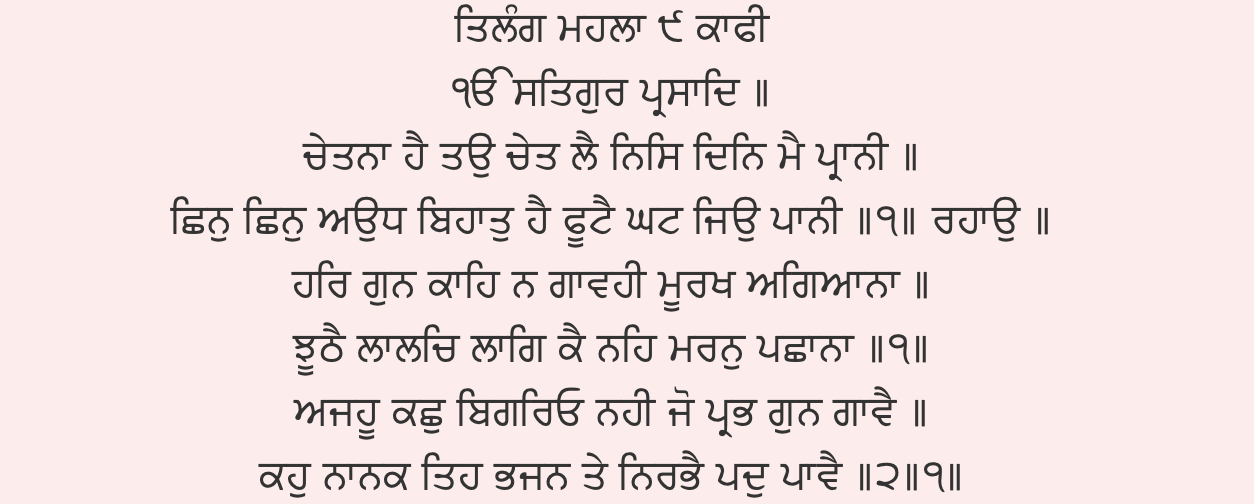 ਤਿਲੰਗ ਮਹਲਾ ੯ ਕਾਫੀ
ੴ ਸਤਿਗੁਰ ਪ੍ਰਸਾਦਿ ॥
ਚੇਤਨਾ ਹੈ ਤਉ ਚੇਤ ਲੈ ਨਿਸਿ ਦਿਨਿ ਮੈ ਪ੍ਰਾਨੀ ॥
ਛਿਨੁ ਛਿਨੁ ਅਉਧ ਬਿਹਾਤੁ ਹੈ ਫੂਟੈ ਘਟ ਜਿਉ ਪਾਨੀ ॥੧॥ ਰਹਾਉ ॥
ਹਰਿ ਗੁਨ ਕਾਹਿ ਨ ਗਾਵਹੀ ਮੂਰਖ ਅਗਿਆਨਾ ॥
ਝੂਠੈ ਲਾਲਚਿ ਲਾਗਿ ਕੈ ਨਹਿ ਮਰਨੁ ਪਛਾਨਾ ॥੧॥
ਅਜਹੂ ਕਛੁ ਬਿਗਰਿਓ ਨਹੀ ਜੋ ਪ੍ਰਭ ਗੁਨ ਗਾਵੈ ॥
ਕਹੁ ਨਾਨਕ ਤਿਹ ਭਜਨ ਤੇ ਨਿਰਭੈ ਪਦੁ ਪਾਵੈ ॥੨॥੧॥